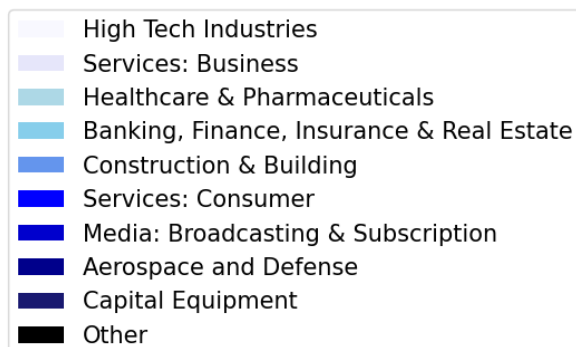 High Tech Industries
Services: Business
Healthcare & Pharmaceuticals
Banking, Finance, Insurance & Real Estate
Construction & Building
Services: Consumer
Media: Broadcasting & Subscription
Aerospace and Defense
Capital Equipment
Other